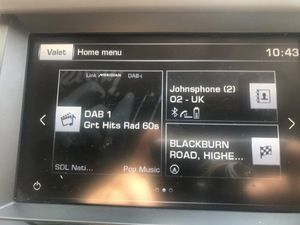 Valet
Home menu
10:43
Link MERIDIAN DAB-i
DAB 1
Grt Hits Rad 60s
SDL Nati...
Pop Music
Johnsphone (2)
O2 - UK
BLACKBURN
ROAD, HIGHE...
A